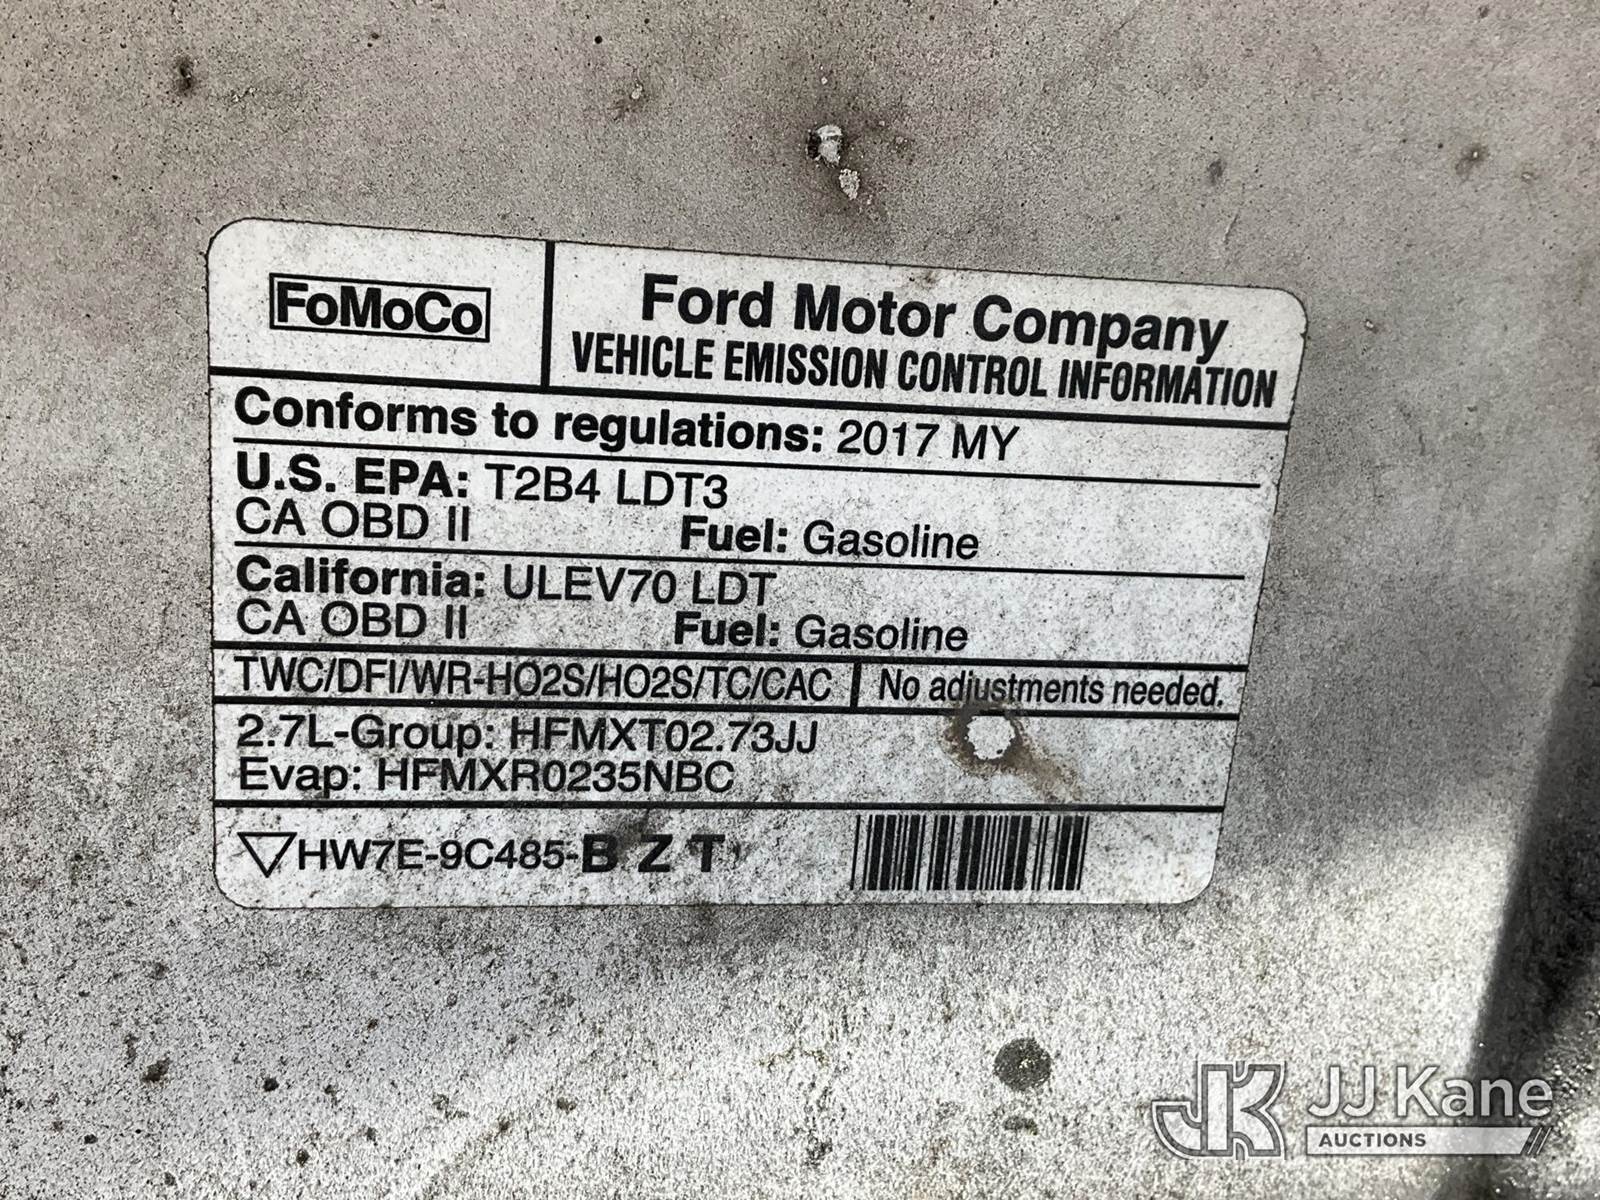 FoMoCo
Ford Motor Company
VEHICLE EMISSION CONTROL INFORMATION
Conforms to regulations: 2017 MY
U.S. EPA: T2B4 LDT3
CA OBD II Fuel: Gasoline
California: ULEV70 LDT
CA OBD II Fuel: Gasoline
TWC/DFI/WR-HO2S/HO2S/TC/CAC No adjustments needed.
2.7L-Group: HFMXT02.73JJ
Evap: HFMXR0235NBC
HW7E-9C485-B Z T
JK JJ Kane
AUCTIONS